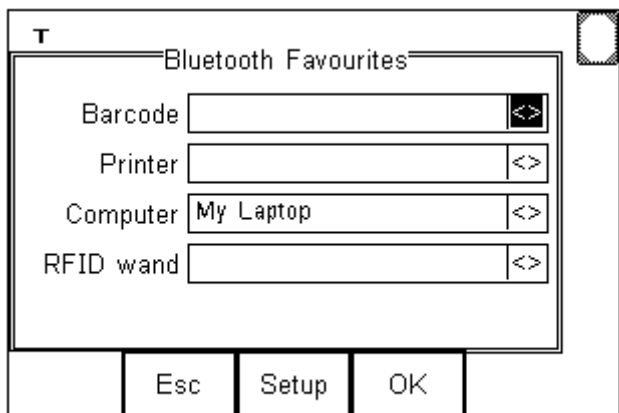 T
Bluetooth Favourites
Barcode <>
Printer <>
Computer My Laptop <>
RFID wand <>
Esc Setup OK